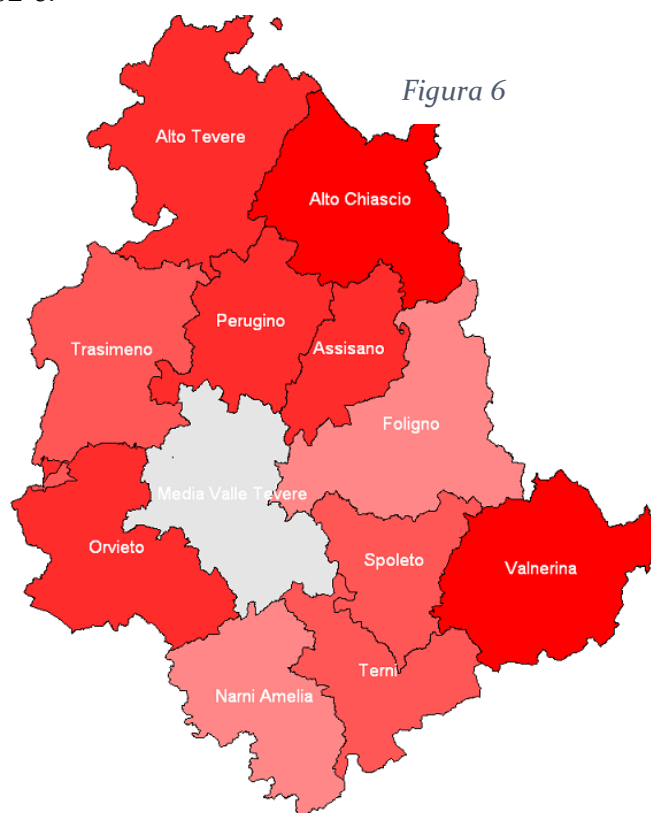 Figura 6
Alto Tevere
Alto Chiascio
Perugino
Trasimeno
Assisano
Foligno
Media Valle Tevere
Orvieto
Spoleto
Valnerina
Terni
Narni Amelia